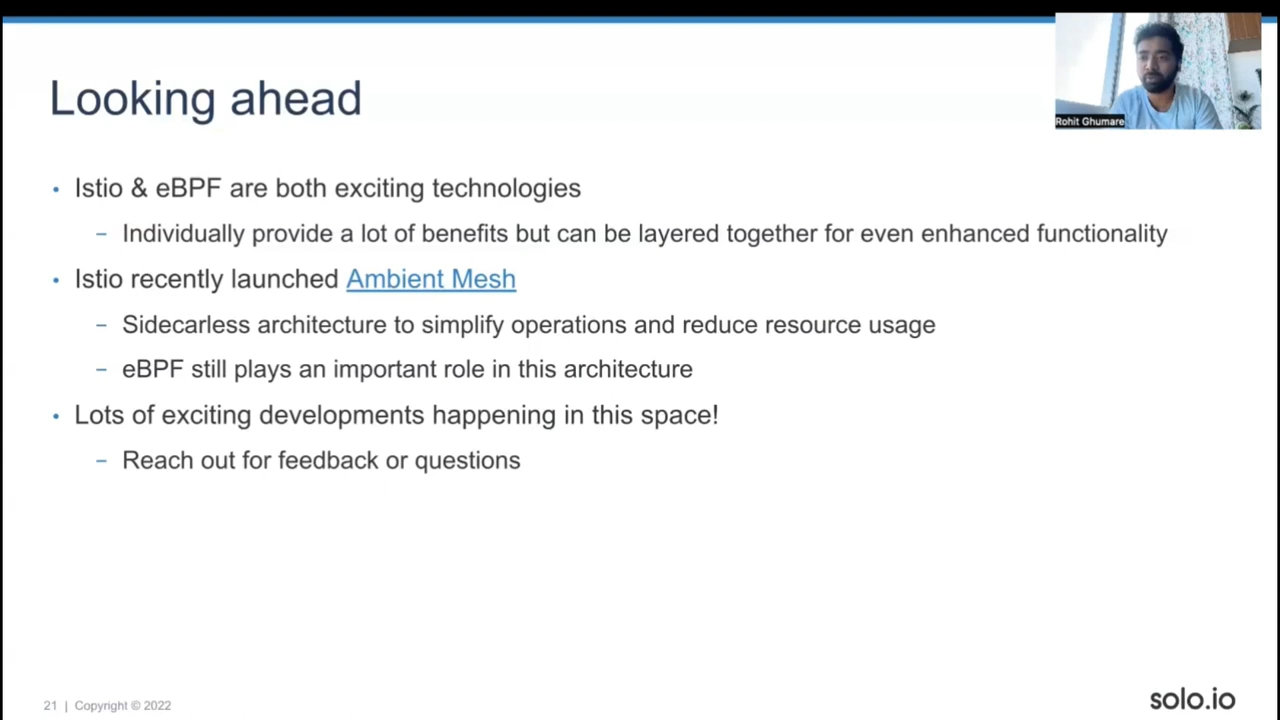 Looking ahead
Rohit Ghumare
• Istio & eBPF are both exciting technologies
– Individually provide a lot of benefits but can be layered together for even enhanced functionality
• Istio recently launched Ambient Mesh
– Sidecarless architecture to simplify operations and reduce resource usage
– eBPF still plays an important role in this architecture
• Lots of exciting developments happening in this space!
– Reach out for feedback or questions
21 | Copyright © 2022
solo.io